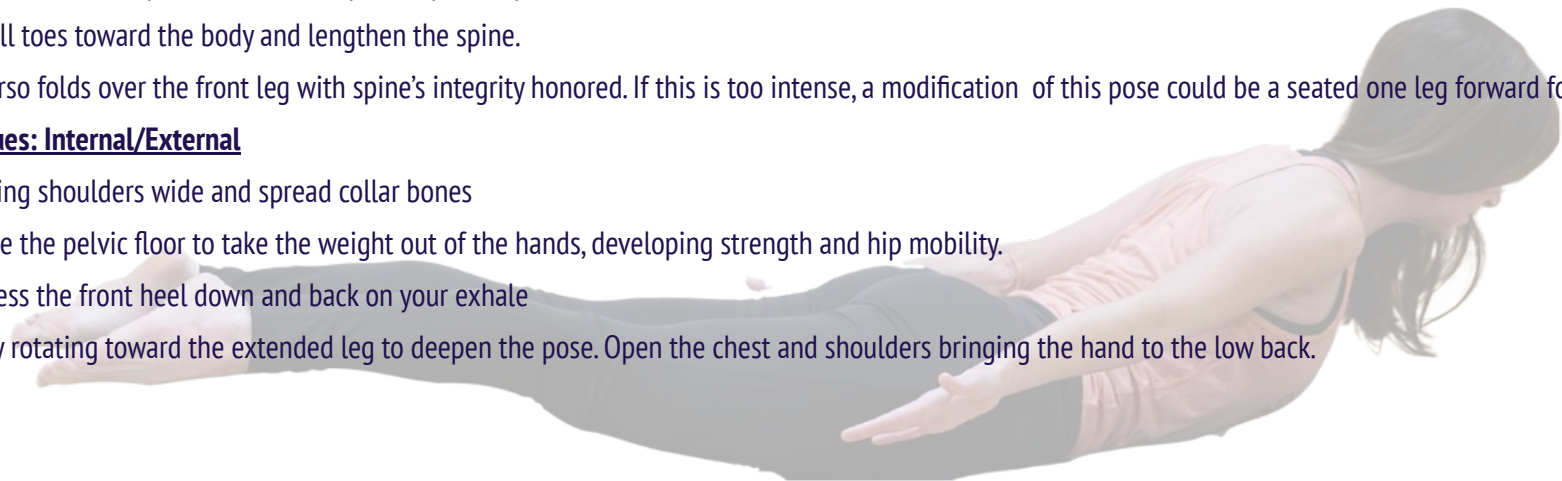 ll toes toward the body and lengthen the spine.
rso folds over the front leg with spine’s integrity honored. If this is too intense, a modification  of this pose could be a seated one leg forward fo
ues: Internal/External
ing shoulders wide and spread collar bones
e the pelvic floor to take the weight out of the hands, developing strength and hip mobility.
ess the front heel down and back on your exhale
y rotating toward the extended leg to deepen the pose. Open the chest and shoulders bringing the hand to the low back.